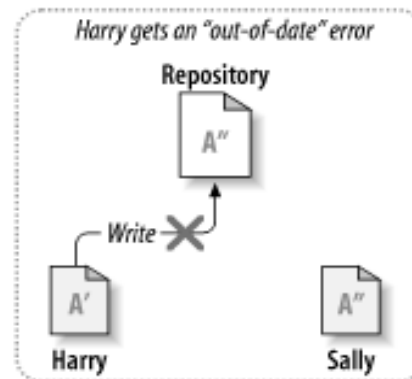 Harry gets an “out-of-date” error
Repository
A″
Write
A′
A″
Harry
Sally